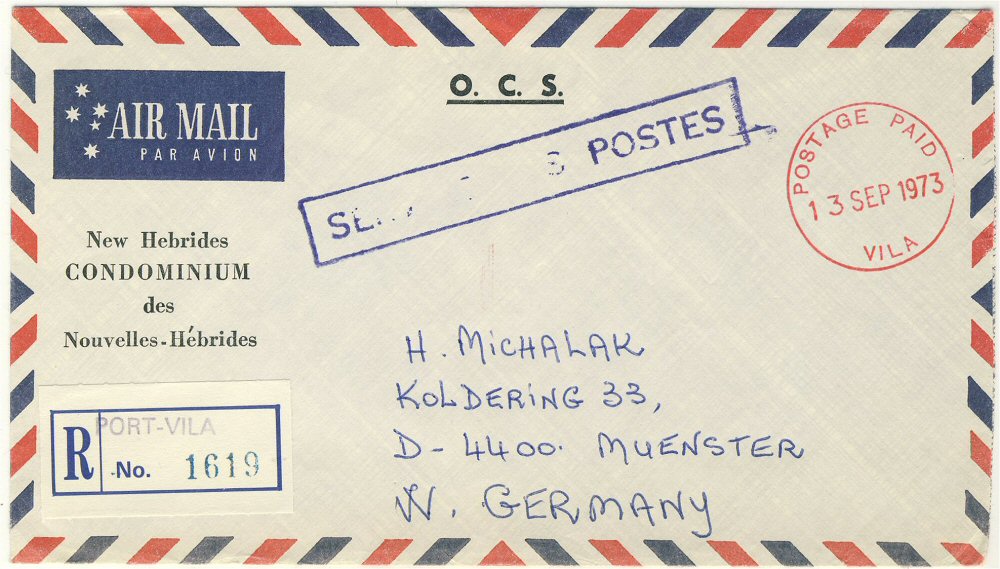 O. C. S.
AIR MAIL
PAR AVION
POSTES
POSTAGE PAID
13 SEP 1973
VILA
New Hebrides
CONDOMINIUM
des
Nouvelles-Hébrides
H. MICHALAK
KOLDERING 33,
D-4400. MUENSTER
W. GERMANY
R
PORT-VILA
No. 1619